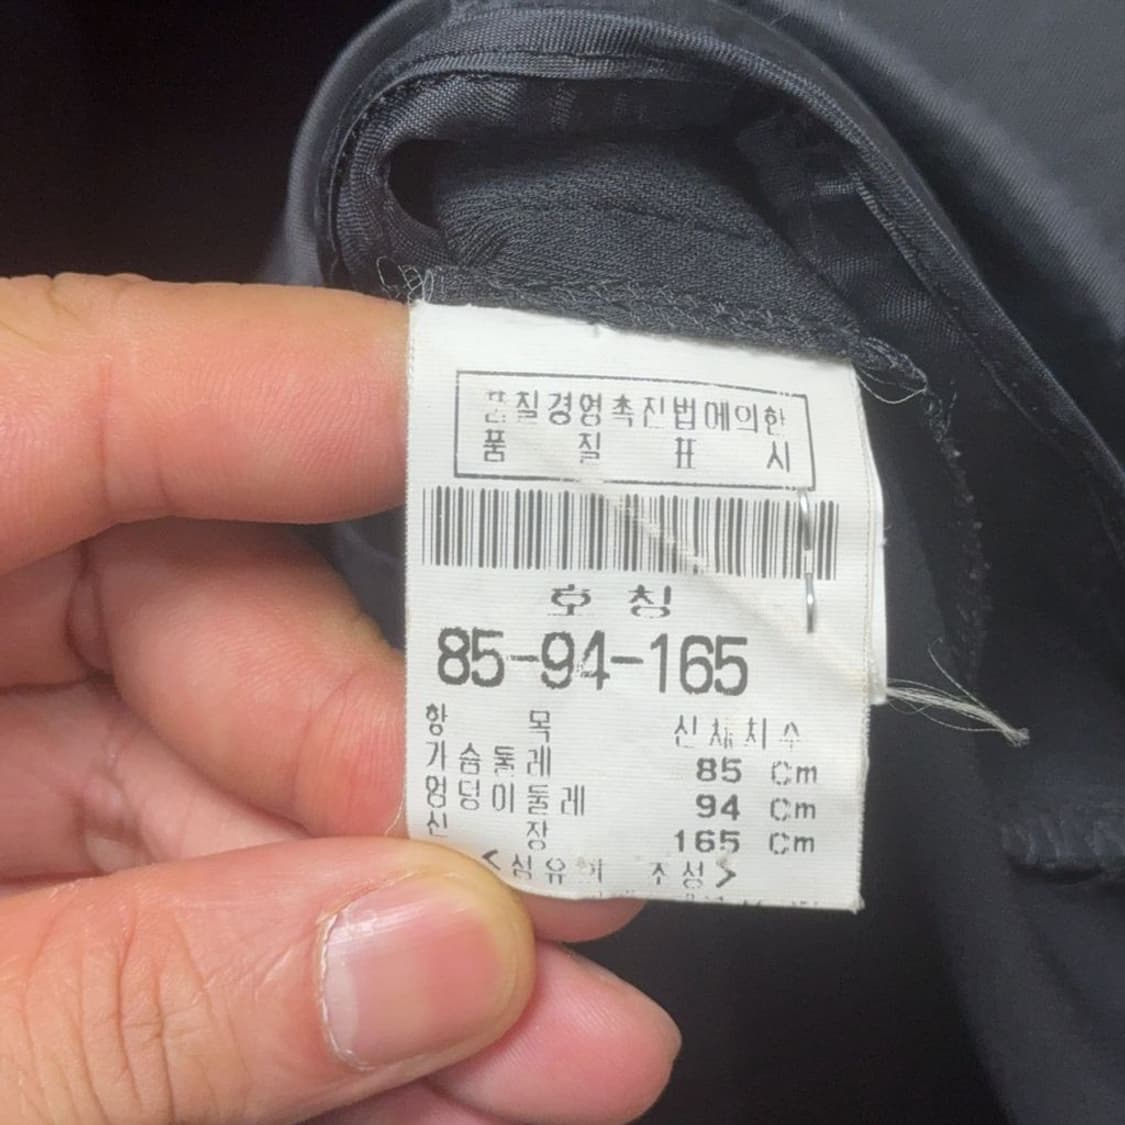 품질경영촉진법에의한
품 질 표 시
호 칭
85-94-165
항 목 신체치수
가슴둘레 85 Cm
엉덩이둘레 94 Cm
신 장 165 Cm
<섬유의 조성>